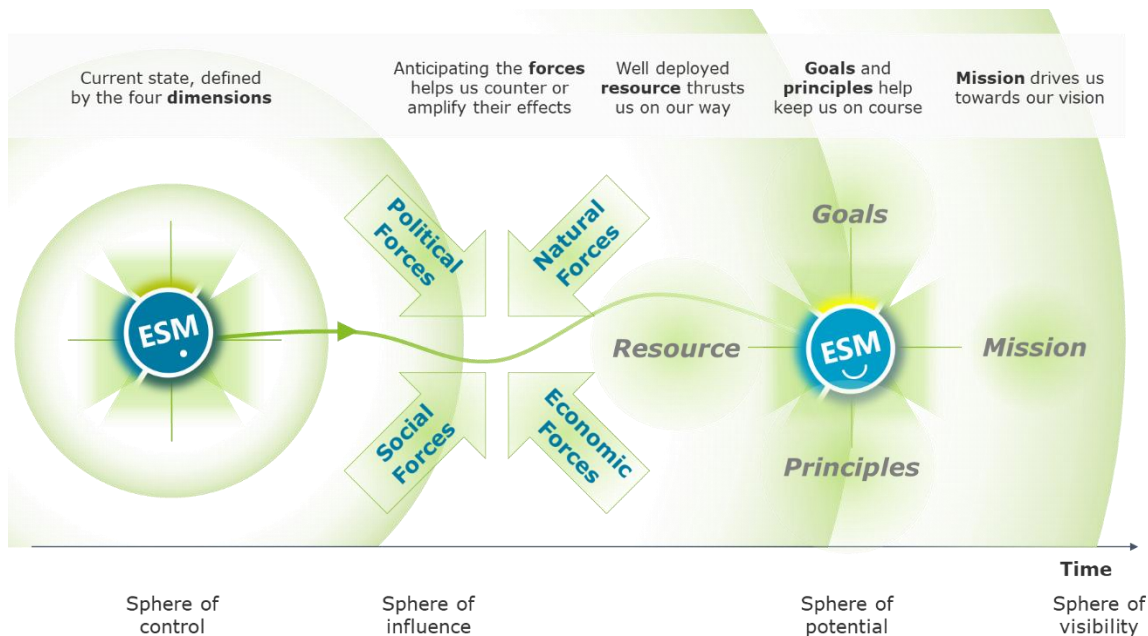 Current state, defined
by the four dimensions
Anticipating the forces
helps us counter or
amplify their effects
Well deployed
resource thrusts
us on our way
Goals and
principles help
keep us on course
Mission drives us
towards our vision
Political
Forces
Natural
Forces
Goals
ESM
Resource
ESM
Mission
Social
Forces
Economic
Forces
Principles
Time
Sphere of
control
Sphere of
influence
Sphere of
potential
Sphere of
visibility